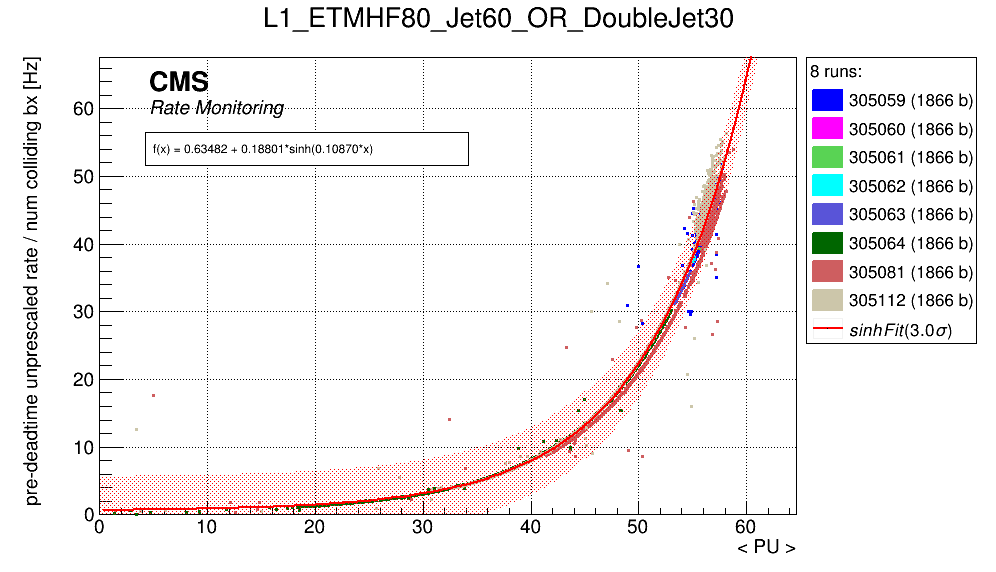 L1_ETMHF80_Jet60_OR_DoubleJet30
pre-deadtime unprescaled rate / num colliding bx [Hz]
CMS
Rate Monitoring
f(x) = 0.63482 + 0.18801*sinh(0.10870*x)
60
50
40
30
20
10
0
0 10 20 30 40 50 60
< PU >
8 runs:
305059 (1866 b)
305060 (1866 b)
305061 (1866 b)
305062 (1866 b)
305063 (1866 b)
305064 (1866 b)
305081 (1866 b)
305112 (1866 b)
sinhFit(3.0σ)